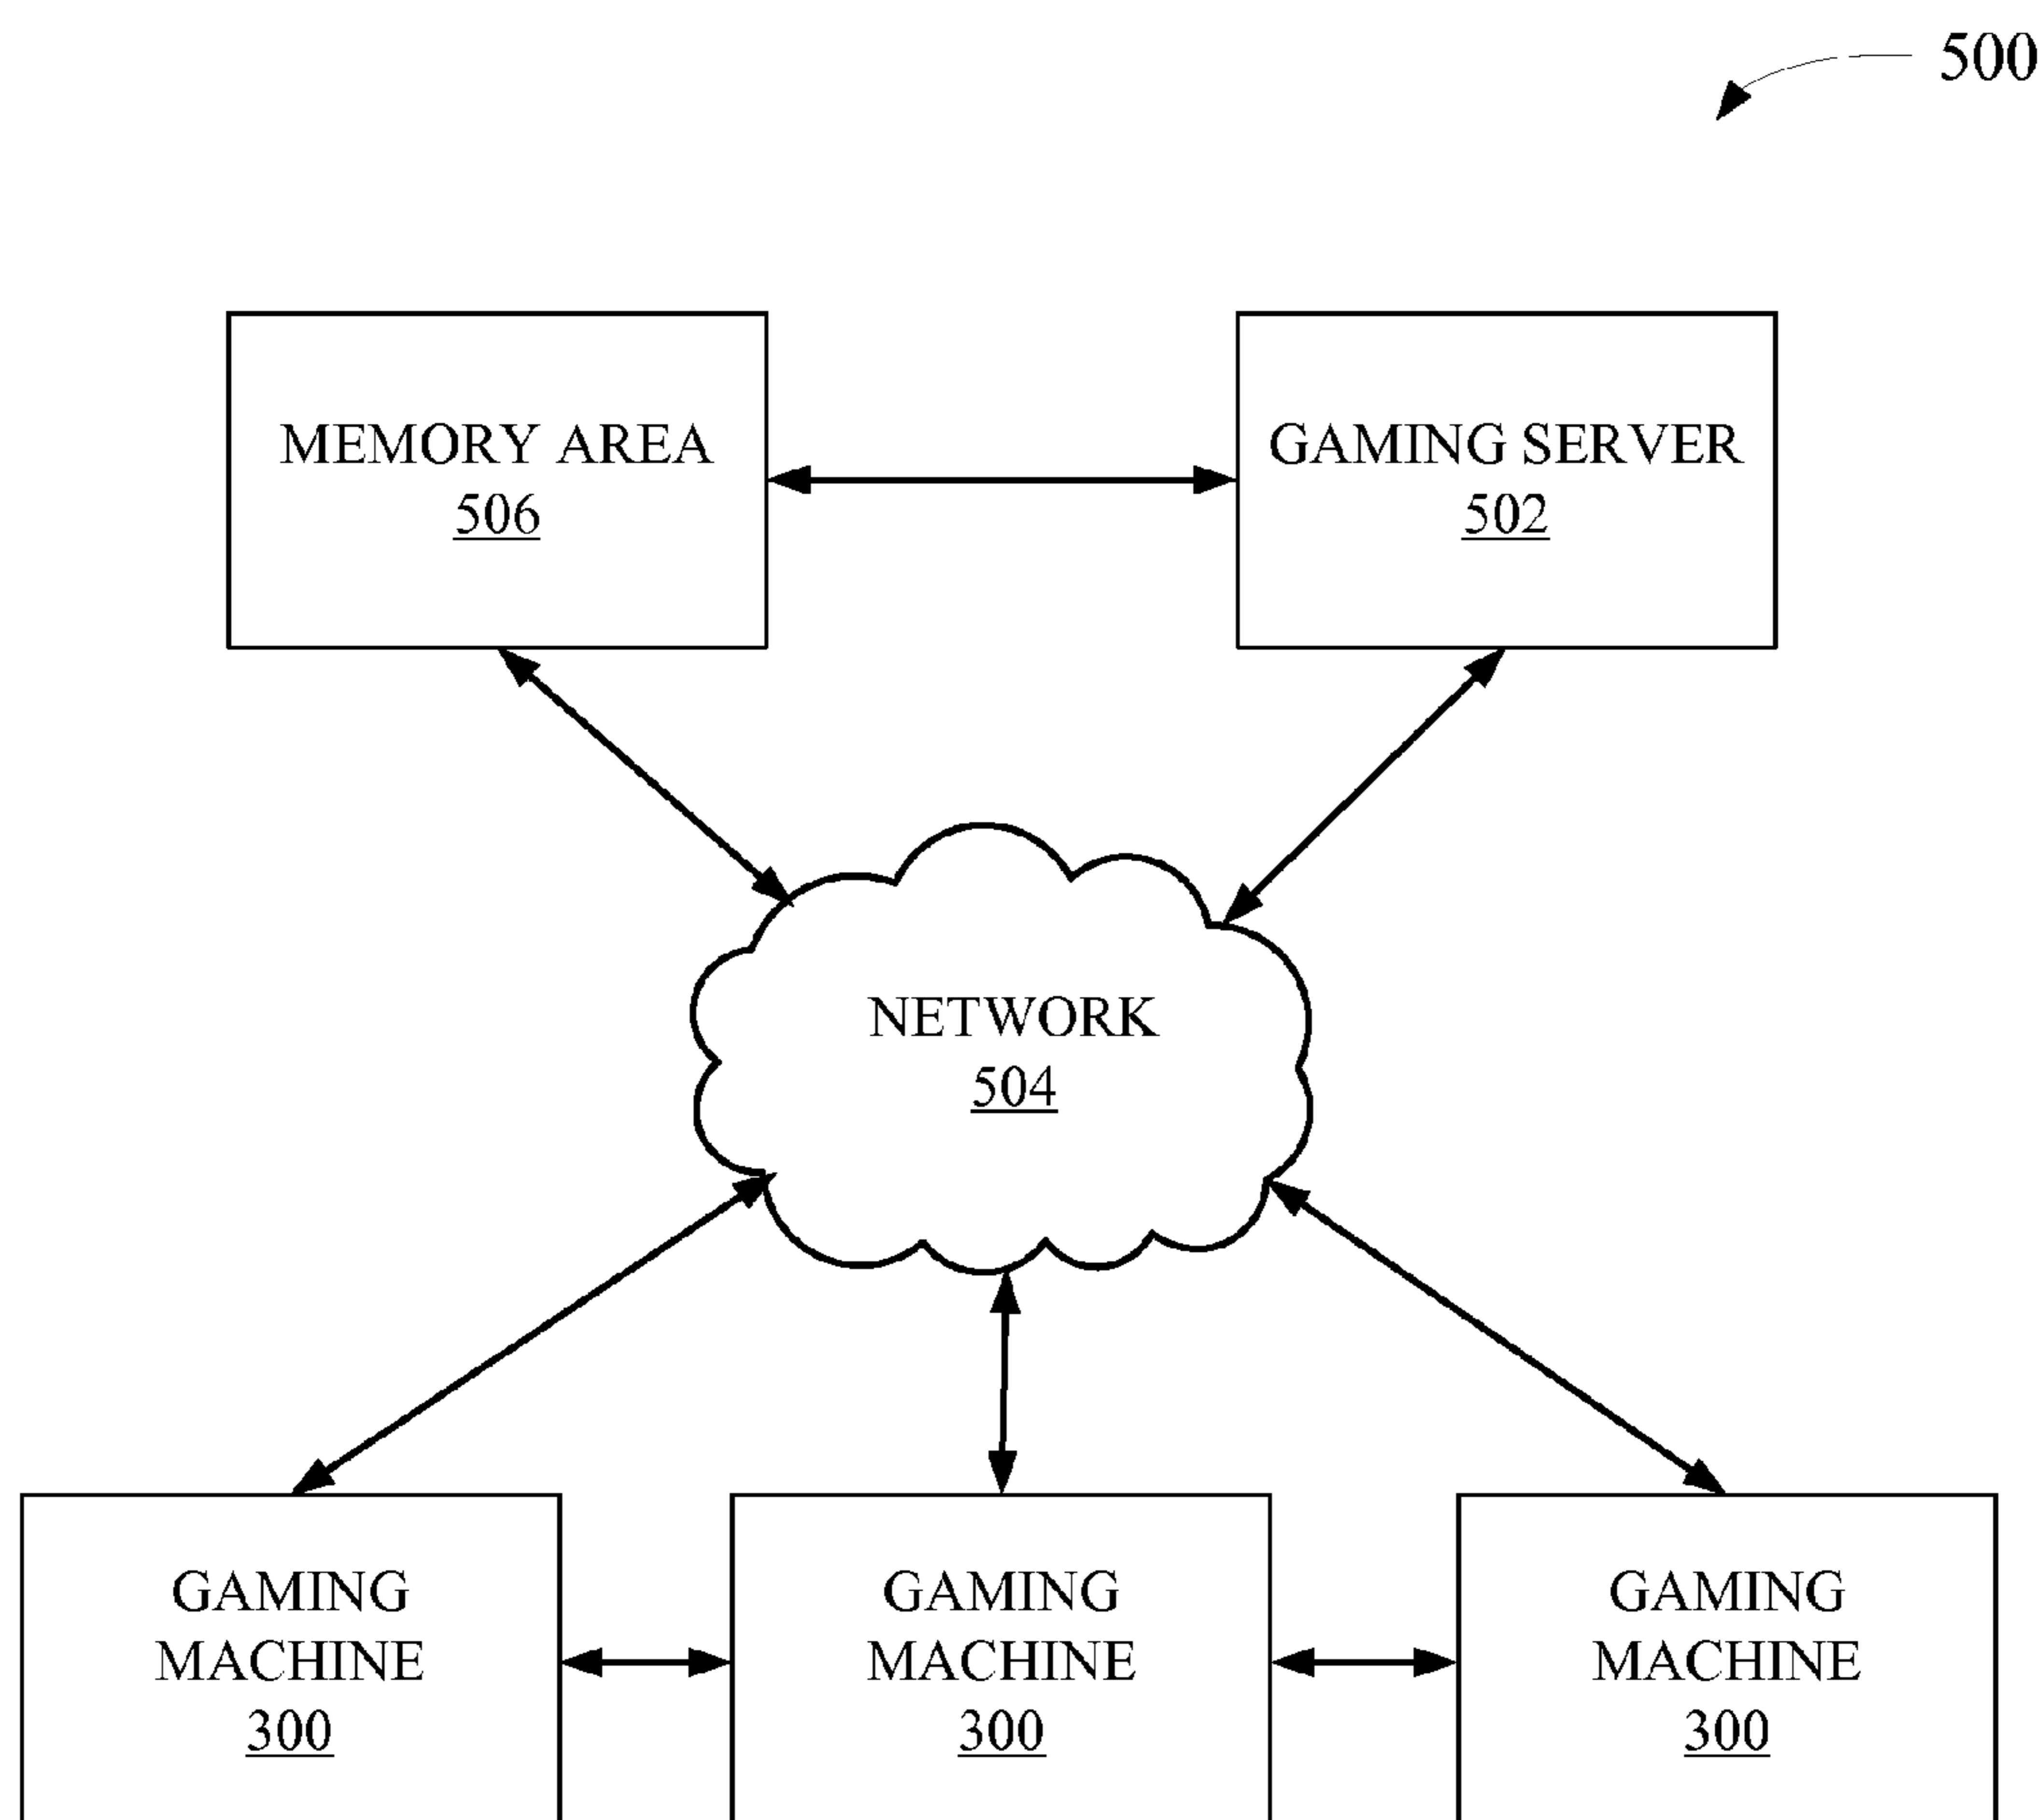 500
MEMORY AREA
506
GAMING SERVER
502
NETWORK
504
GAMING
MACHINE
300
GAMING
MACHINE
300
GAMING
MACHINE
300